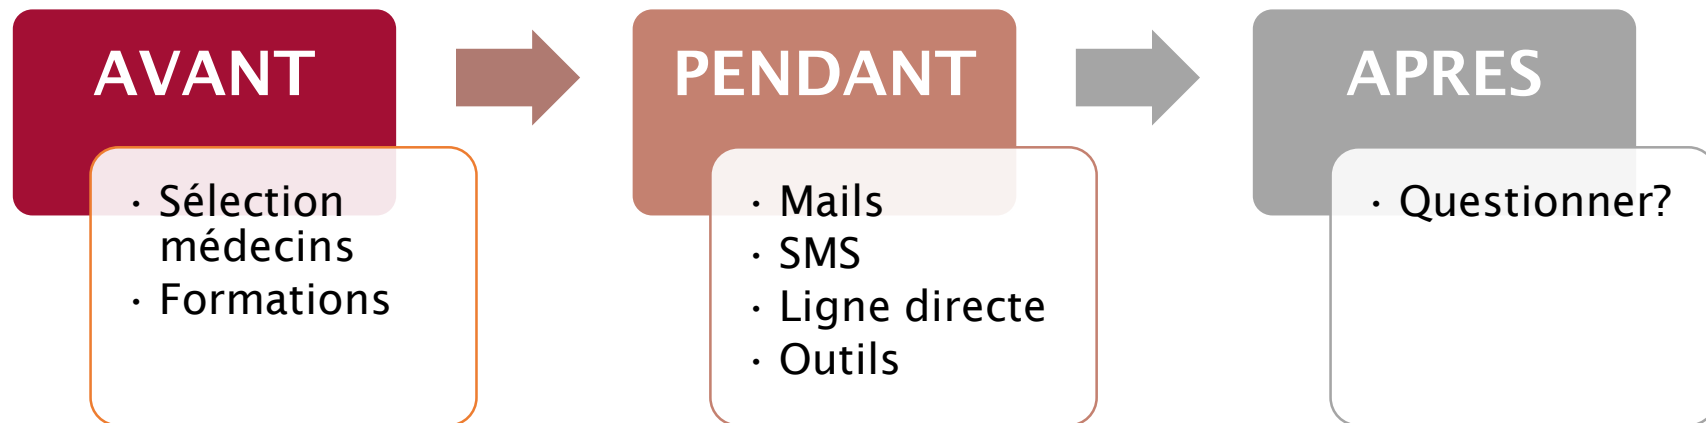 AVANT
· Sélection
médecins
· Formations
PENDANT
· Mails
· SMS
· Ligne directe
· Outils
APRES
· Questionner?